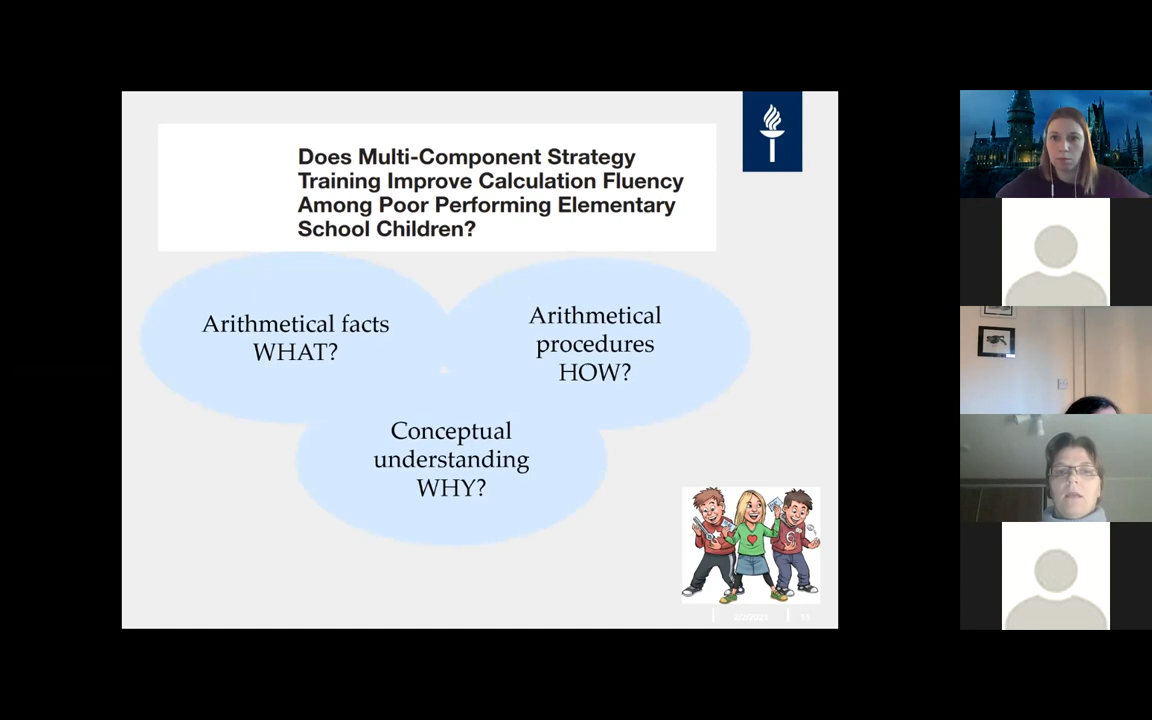 Does Multi-Component Strategy
Training Improve Calculation Fluency
Among Poor Performing Elementary
School Children?
Arithmetical facts
WHAT?
Arithmetical
procedures
HOW?
Conceptual
understanding
WHY?